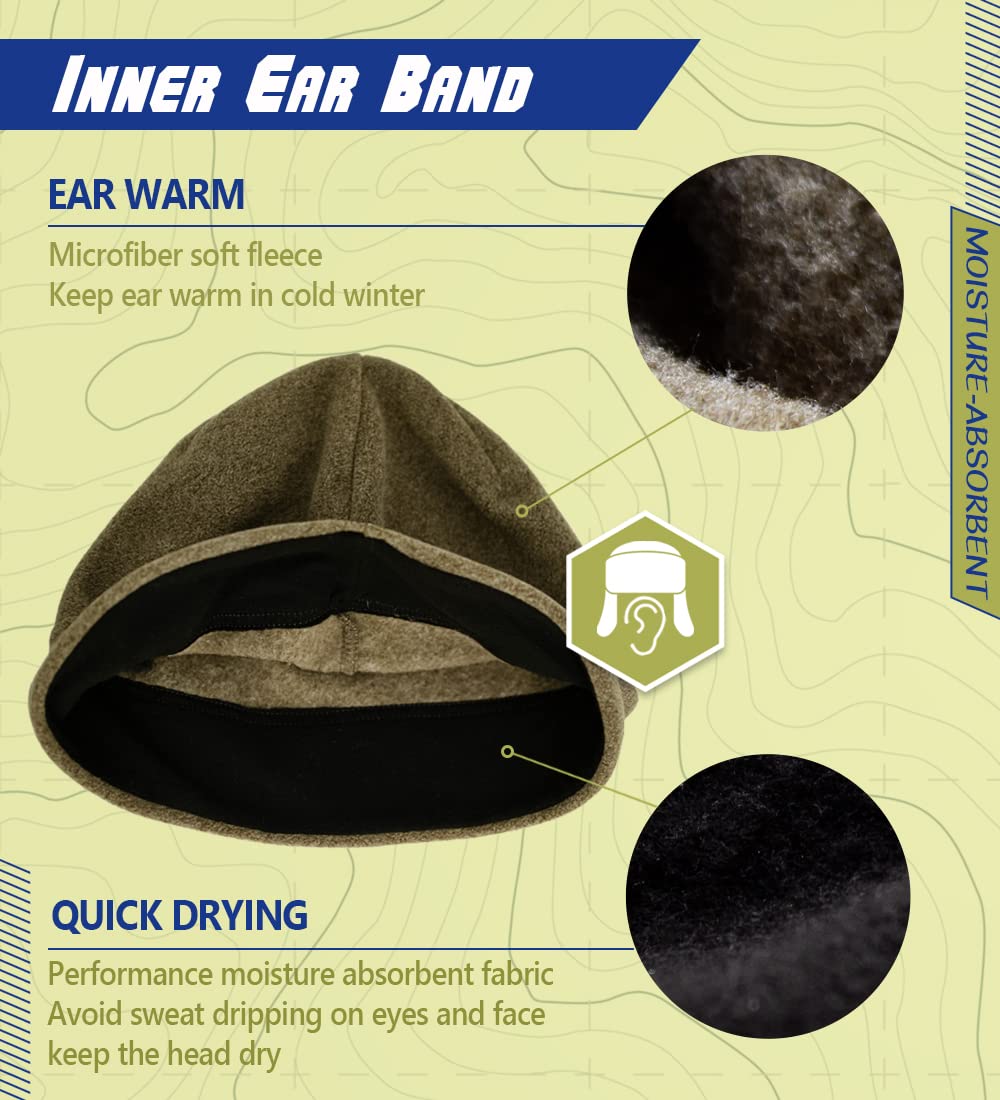 INNER EAR BAND
EAR WARM
Microfiber soft fleece
Keep ear warm in cold winter
MOISTURE-ABSORBENT
QUICK DRYING
Performance moisture absorbent fabric
Avoid sweat dripping on eyes and face
keep the head dry